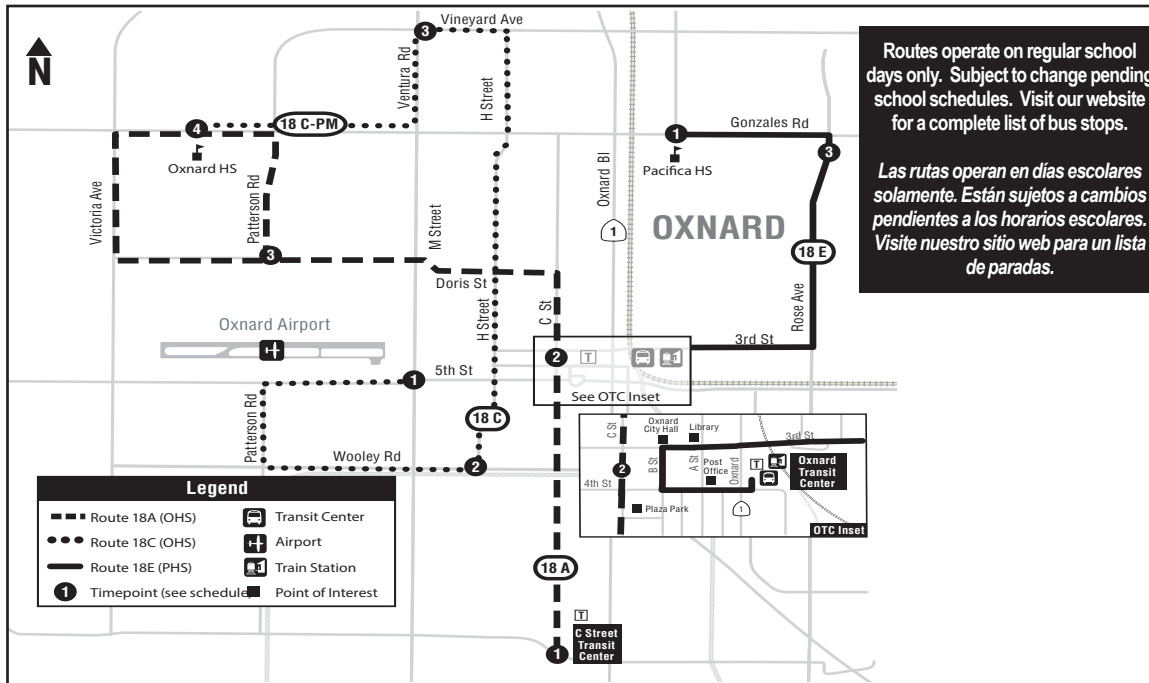 Vineyard Ave
3
Ventura Rd
H Street
N
4
18 C-PM
Oxnard HS
Victoria Ave
Patterson Rd
3
M Street
Doris St
H Street
C St
Oxnard Bl
1
1
Pacifica HS
Gonzales Rd
3
OXNARD
18 E
Rose Ave
3rd St
Routes operate on regular school
days only. Subject to change pending
school schedules. Visit our website
for a complete list of bus stops.
Las rutas operan en días escolares
solamente. Están sujetos a cambios
pendientes a los horarios escolares.
Visite nuestro sitio web para un lista
de paradas.
Oxnard Airport
2
T
See OTC Inset
5th St
1
Patterson Rd
18 C
Wooley Rd
2
C St
Oxnard
City Hall
Library
3rd St
2
B St
A St
Post
Office
Oxnard
T
Oxnard
Transit
Center
4th St
Plaza Park
1
OTC Inset
Legend
Route 18A (OHS)
Transit Center
Route 18C (OHS)
Airport
Route 18E (PHS)
Train Station
1
Timepoint (see schedule
Point of Interest
18 A
T
C Street
Transit
Center
1